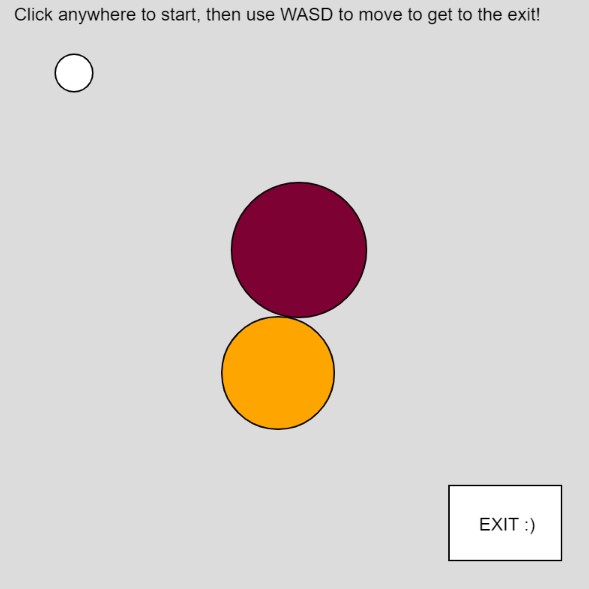 Click anywhere to start, then use WASD to move to get to the exit!
EXIT :)